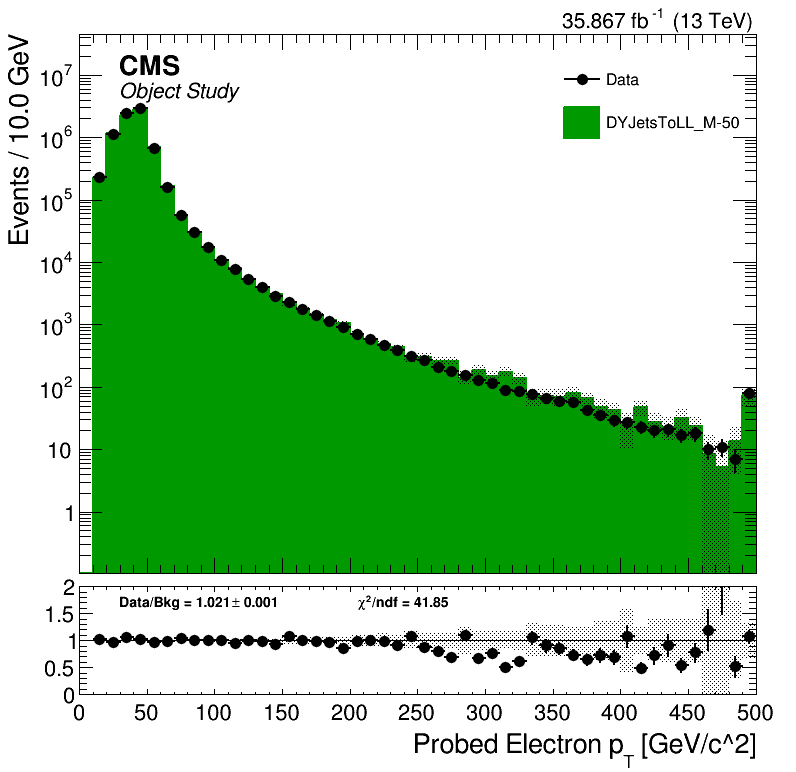 35.867 fb⁻¹ (13 TeV)
Events / 10.0 GeV
CMS
Object Study
Data
DYJetsToLL_M-50
10⁷
10⁶
10⁵
10⁴
10³
10²
10
1
Data/Bkg = 1.021± 0.001
χ²/ndf = 41.85
2
1.5
1
0.5
0
0 50 100 150 200 250 300 350 400 450 500
Probed Electron p_T [GeV/c^2]